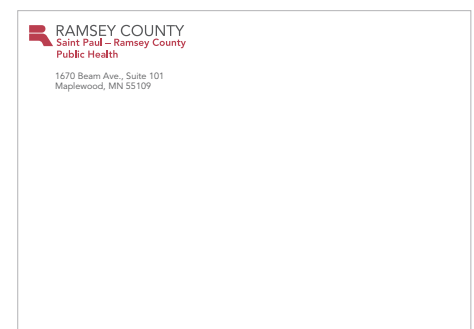 RAMSEY COUNTY
Saint Paul – Ramsey County
Public Health
1670 Beam Ave., Suite 101
Maplewood, MN 55109